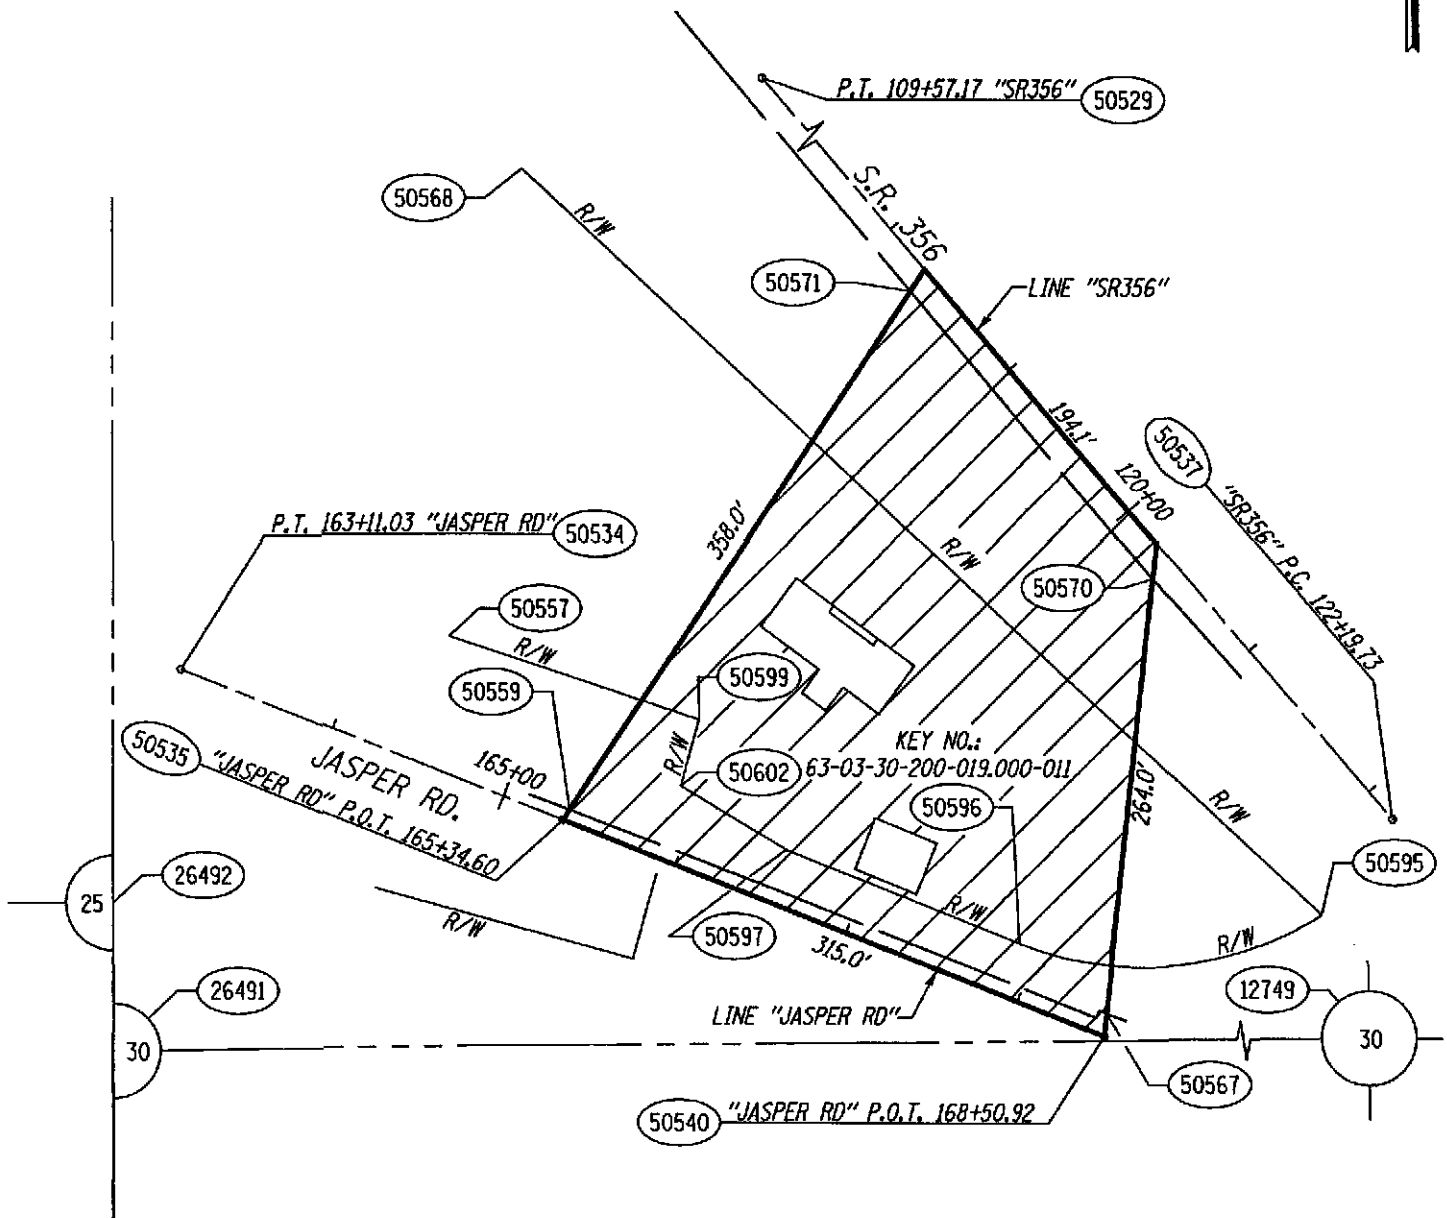 P.T. 109+57.17 "SR356"
50529
50568
R/W
S.R. 356
50571
LINE "SR356"
194.1'
120+00
50537
"SR356" P.C. 122+19.73
358.0'
P.T. 163+11.03 "JASPER RD"
50534
R/W
50570
50557
R/W
50599
50559
KEY NO.:
63-03-30-200-019.000-011
50535
"JASPER RD" P.O.T. 165+34.60
JASPER RD.
165+00
R/W
50602
50596
264.0'
R/W
50595
26492
25
R/W
50597
R/W
315.0'
R/W
26491
LINE "JASPER RD"
12749
30
30
50567
50540
"JASPER RD" P.O.T. 168+50.92